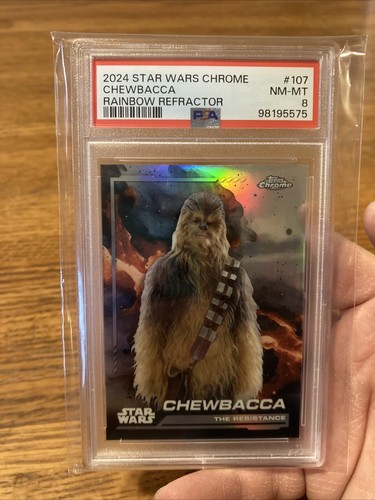 2024 STAR WARS CHROME #107
CHEWBACCA NM-MT
RAINBOW REFRACTOR 8
PSA 98195575
Topps
Chrome
STAR
WARS
CHEWBACCA
THE RESISTANCE